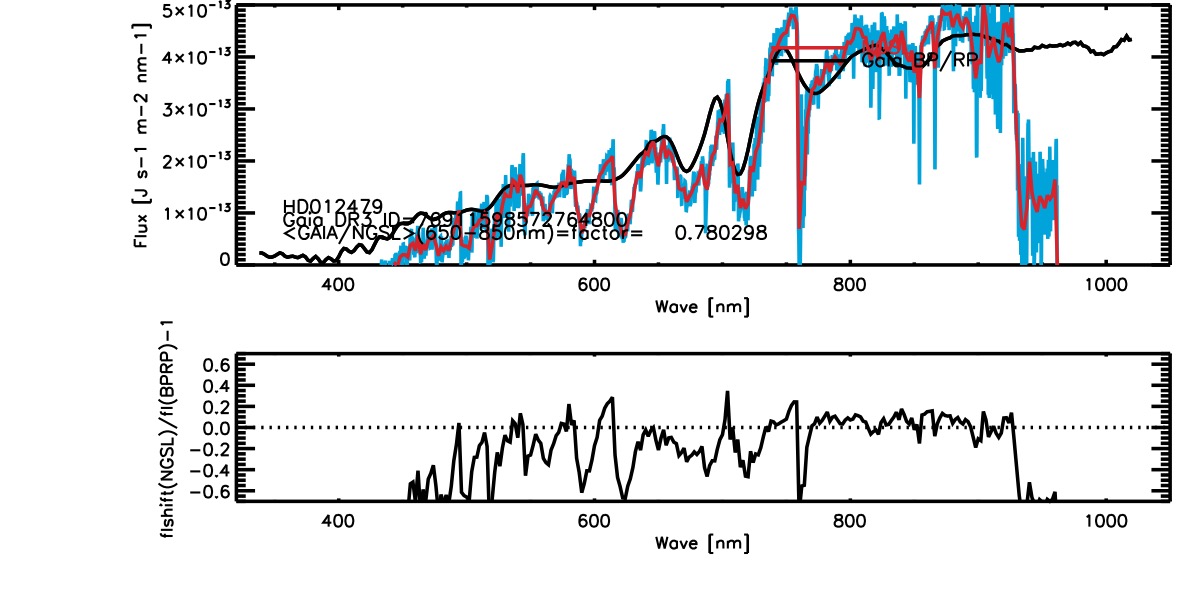 5×10⁻¹³
4×10⁻¹³
3×10⁻¹³
2×10⁻¹³
1×10⁻¹³
0
Flux [J s−1 m−2 nm−1]
Gaia BP/RP
HD012479
Gaia DR3 ID=
<GAIA/NGSL>(650−850nm)=factor= 0.780298
400 600 800 1000
Wave [nm]
flshift(NGSL)/fl(BPRP)−1
0.6
0.4
0.2
0.0
−0.2
−0.4
−0.6
400 600 800 1000
Wave [nm]